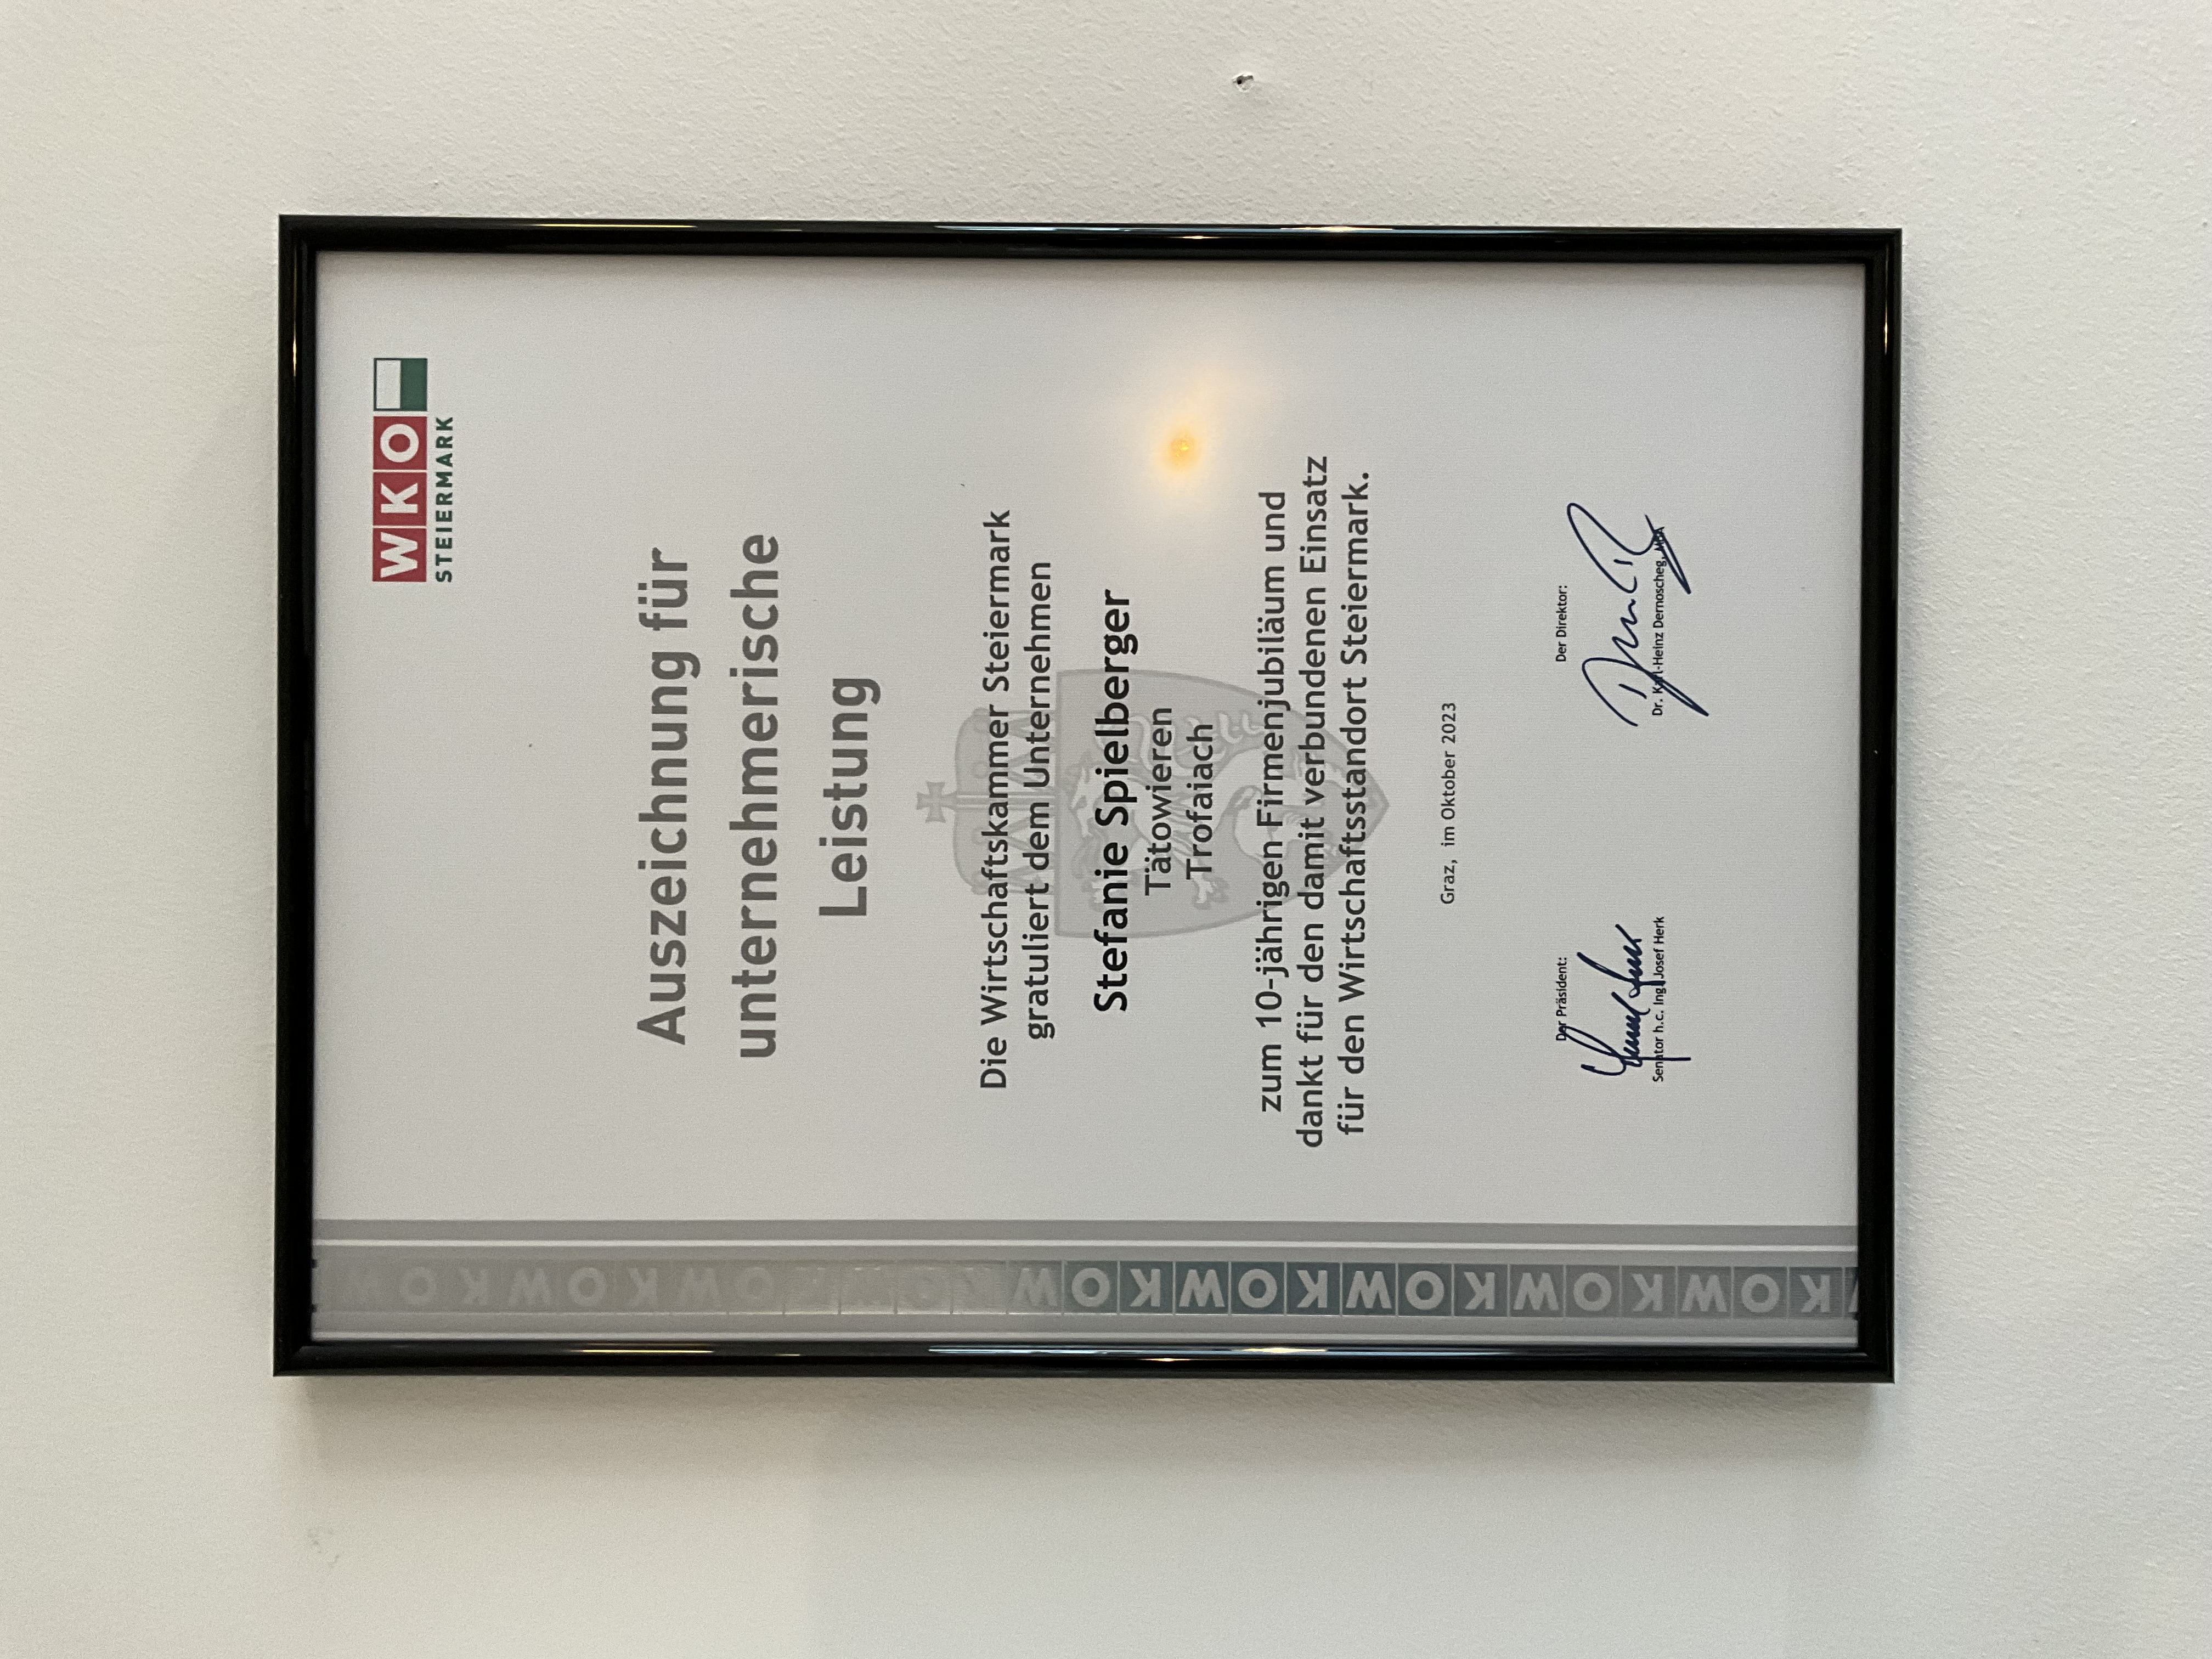 WKO
STEIERMARK
Auszeichnung für
unternehmerische
Leistung
Die Wirtschaftskammer Steiermark
gratuliert dem Unternehmen
Stefanie Spielberger
Tätowieren
Trofaiach
zum 10-jährigen Firmenjubiläum und
dankt für den damit verbundenen Einsatz
für den Wirtschaftsstandort Steiermark.
Graz, im Oktober 2023
Der Präsident:
Senator h.c. Ing. Josef Herk
Der Direktor:
Dr. Karl-Heinz Dernoscheg, MBA
KOWKOWKOWKOWKOWKOWKOWKOWKO